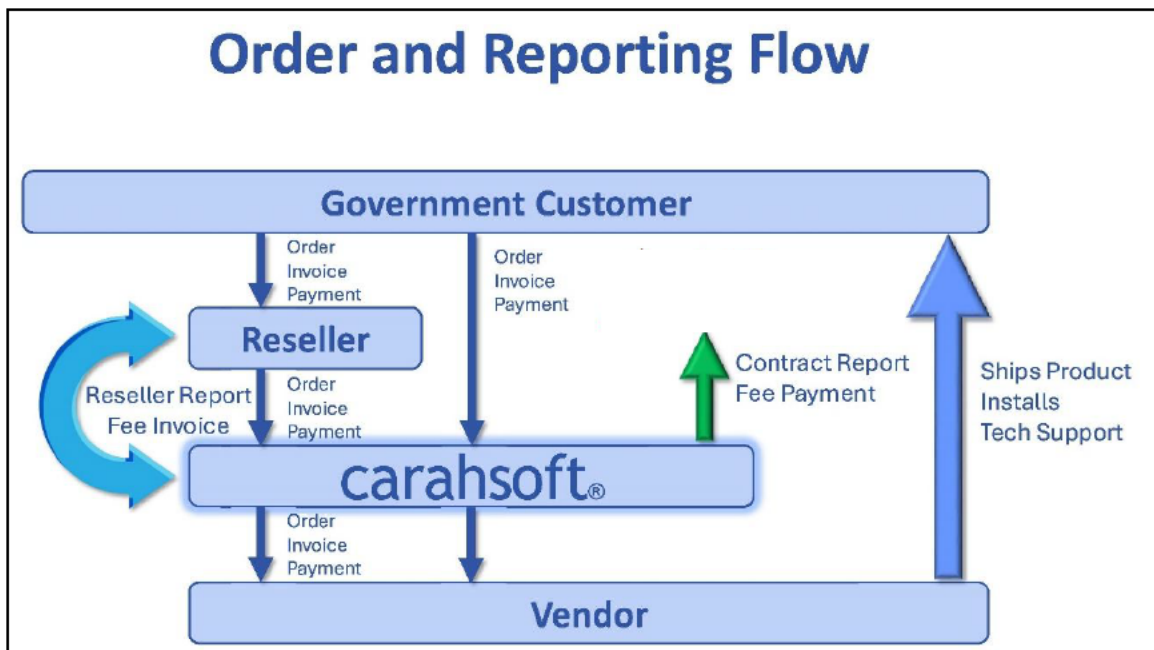 Order and Reporting Flow
Government Customer
Order
Invoice
Payment
Order
Invoice
Payment
Reseller
Contract Report
Fee Payment
Ships Product
Installs
Tech Support
Reseller Report
Fee Invoice
Order
Invoice
Payment
carahsoft®
Order
Invoice
Payment
Vendor